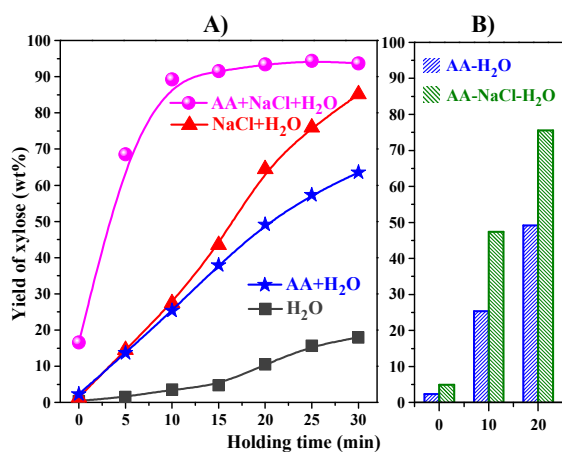 A)
B)
Yield of xylose (wt%)
100
90
80
70
60
50
40
30
20
10
0
AA+NaCl+H₂O
NaCl+H₂O
AA+H₂O
H₂O
0 5 10 15 20 25 30
Holding time (min)
AA-H₂O
AA-NaCl-H₂O
100
90
80
70
60
50
40
30
20
10
0
0 10 20